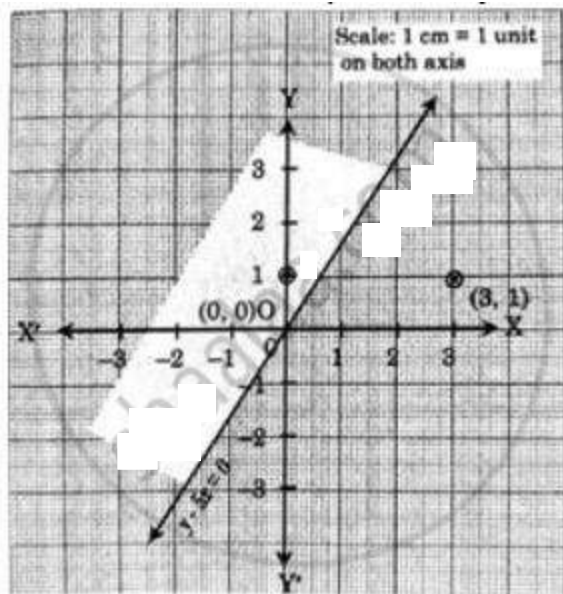 Scale: 1 cm = 1 unit
on both axis
Y
3
2
1
(3, 1)
(0, 0)O
X'
X
-3
-2
-1
0
1
2
3
-1
-2
-3
Y'